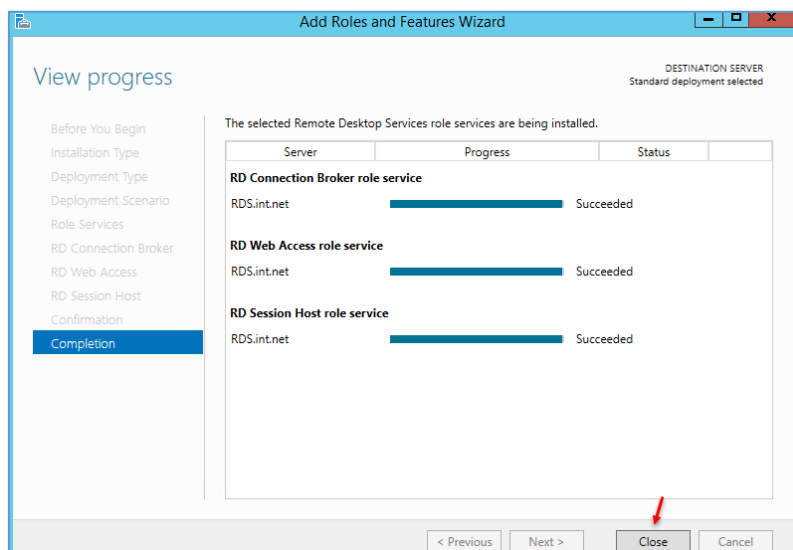 Add Roles and Features Wizard
View progress
DESTINATION SERVER
Standard deployment selected
Before You Begin
Installation Type
Deployment Type
Deployment Scenario
Role Services
RD Connection Broker
RD Web Access
RD Session Host
Confirmation
Completion
The selected Remote Desktop Services role services are being installed.
Server Progress Status
RD Connection Broker role service
RDS.int.net Succeeded
RD Web Access role service
RDS.int.net Succeeded
RD Session Host role service
RDS.int.net Succeeded
< Previous Next > Close Cancel